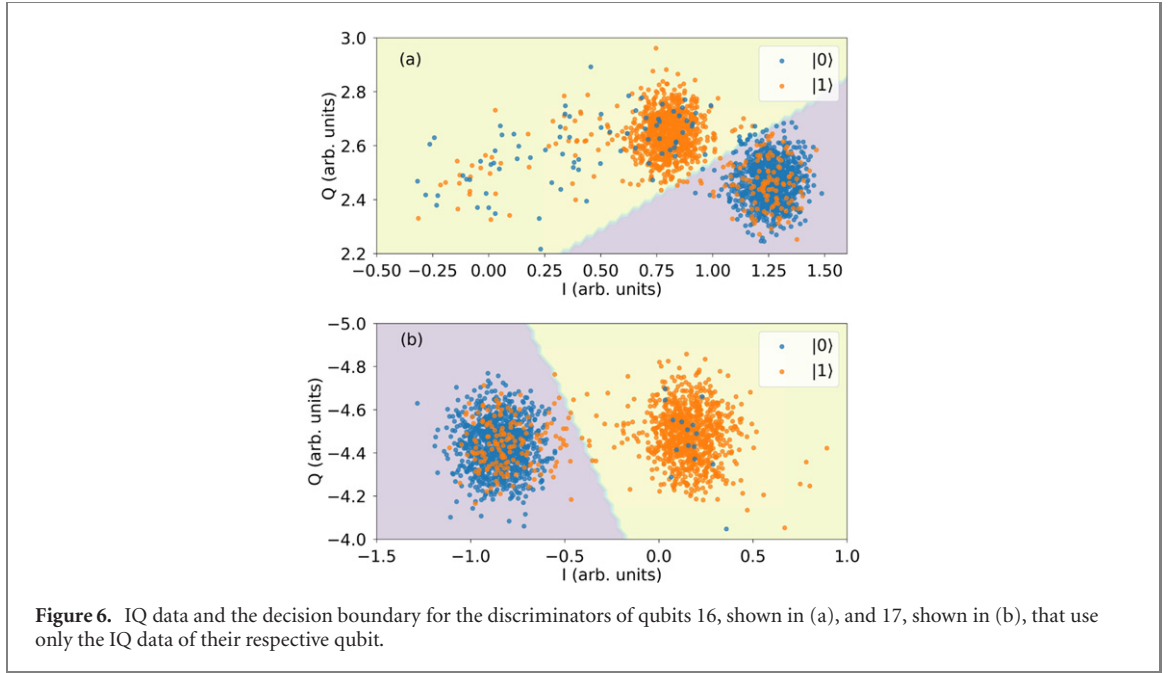 3.0
(a)
|0⟩
|1⟩
2.8
2.6
2.4
2.2
Q (arb. units)
−0.50 −0.25 0.00 0.25 0.50 0.75 1.00 1.25 1.50
I (arb. units)
−5.0
(b)
|0⟩
|1⟩
−4.8
−4.6
−4.4
−4.2
−4.0
Q (arb. units)
−1.5 −1.0 −0.5 0.0 0.5 1.0
I (arb. units)
Figure 6. IQ data and the decision boundary for the discriminators of qubits 16, shown in (a), and 17, shown in (b), that use
only the IQ data of their respective qubit.